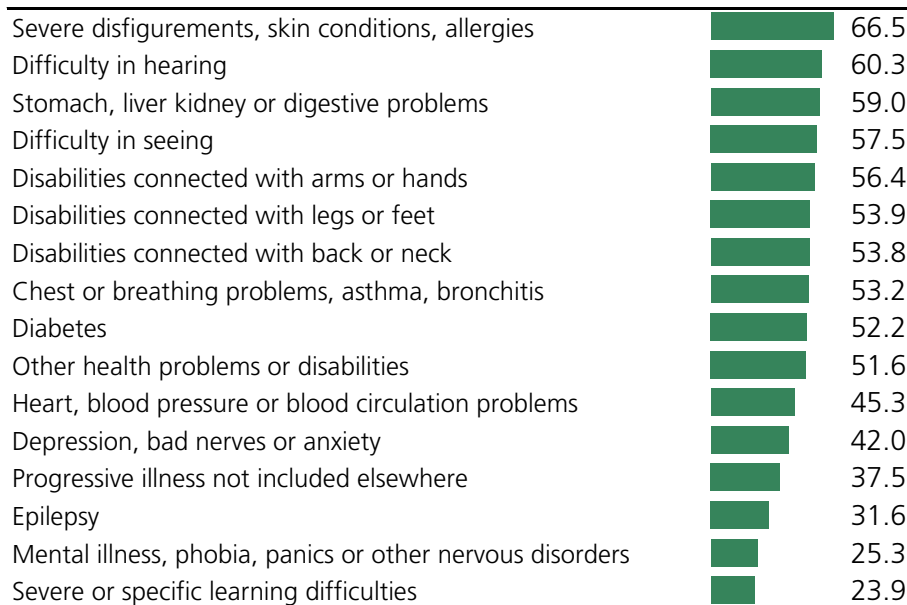 Severe disfigurements, skin conditions, allergies 66.5
Difficulty in hearing 60.3
Stomach, liver kidney or digestive problems 59.0
Difficulty in seeing 57.5
Disabilities connected with arms or hands 56.4
Disabilities connected with legs or feet 53.9
Disabilities connected with back or neck 53.8
Chest or breathing problems, asthma, bronchitis 53.2
Diabetes 52.2
Other health problems or disabilities 51.6
Heart, blood pressure or blood circulation problems 45.3
Depression, bad nerves or anxiety 42.0
Progressive illness not included elsewhere 37.5
Epilepsy 31.6
Mental illness, phobia, panics or other nervous disorders 25.3
Severe or specific learning difficulties 23.9